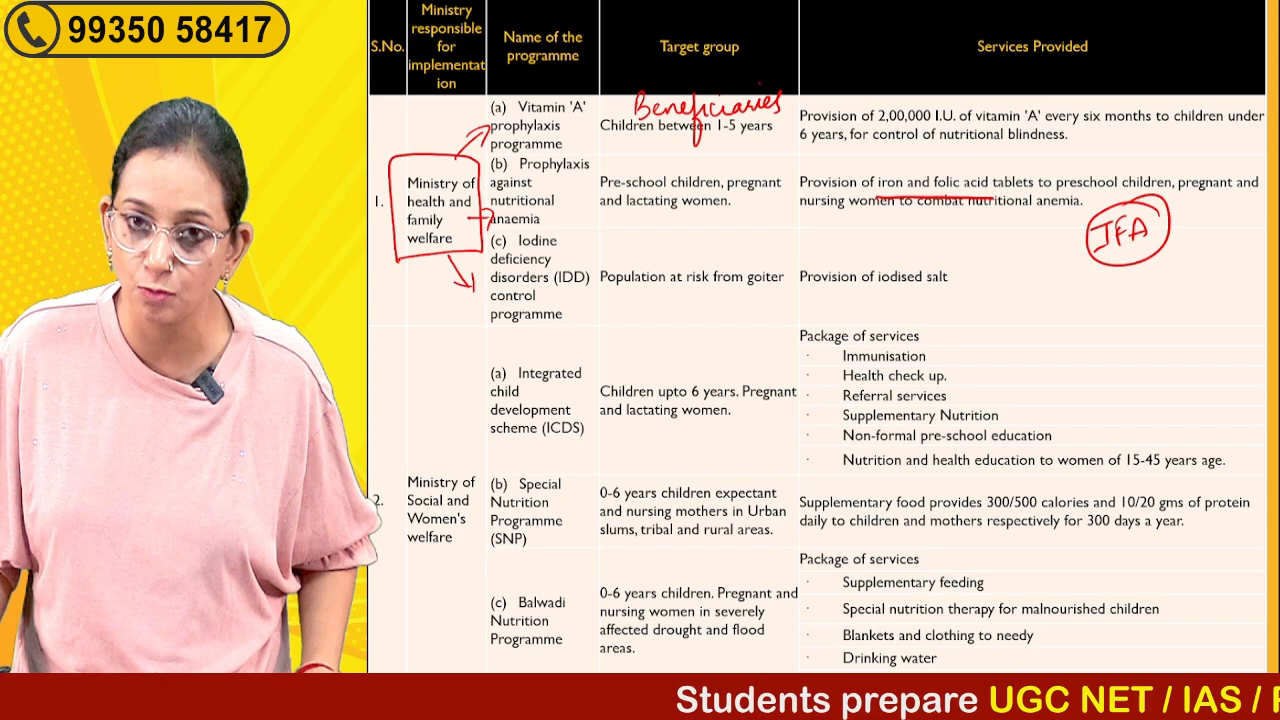 99350 58417
S.No.
Ministry
responsible
for
implementat
ion
Name of the
programme
Target group
Services Provided
Beneficiaries
1.
Ministry of
health and
family
welfare
(a) Vitamin 'A'
prophylaxis
programme
Children between 1-5 years
Provision of 2,00,000 I.U. of vitamin 'A' every six months to children under
6 years, for control of nutritional blindness.
(b) Prophylaxis
against
nutritional
anaemia
Pre-school children, pregnant
and lactating women.
Provision of iron and folic acid tablets to preschool children, pregnant and
nursing women to combat nutritional anemia.
IFA
(c) Iodine
deficiency
disorders (IDD)
control
programme
Population at risk from goiter
Provision of iodised salt
2.
Ministry of
Social and
Women's
welfare
(a) Integrated
child
development
scheme (ICDS)
Children upto 6 years. Pregnant
and lactating women.
Package of services
· Immunisation
· Health check up.
· Referral services
· Supplementary Nutrition
· Non-formal pre-school education
· Nutrition and health education to women of 15-45 years age.
(b) Special
Nutrition
Programme
(SNP)
0-6 years children expectant
and nursing mothers in Urban
slums, tribal and rural areas.
Supplementary food provides 300/500 calories and 10/20 gms of protein
daily to children and mothers respectively for 300 days a year.
(c) Balwadi
Nutrition
Programme
0-6 years children. Pregnant and
nursing women in severely
affected drought and flood
areas.
Package of services
· Supplementary feeding
· Special nutrition therapy for malnourished children
· Blankets and clothing to needy
· Drinking water
Students prepare UGC NET / IAS /